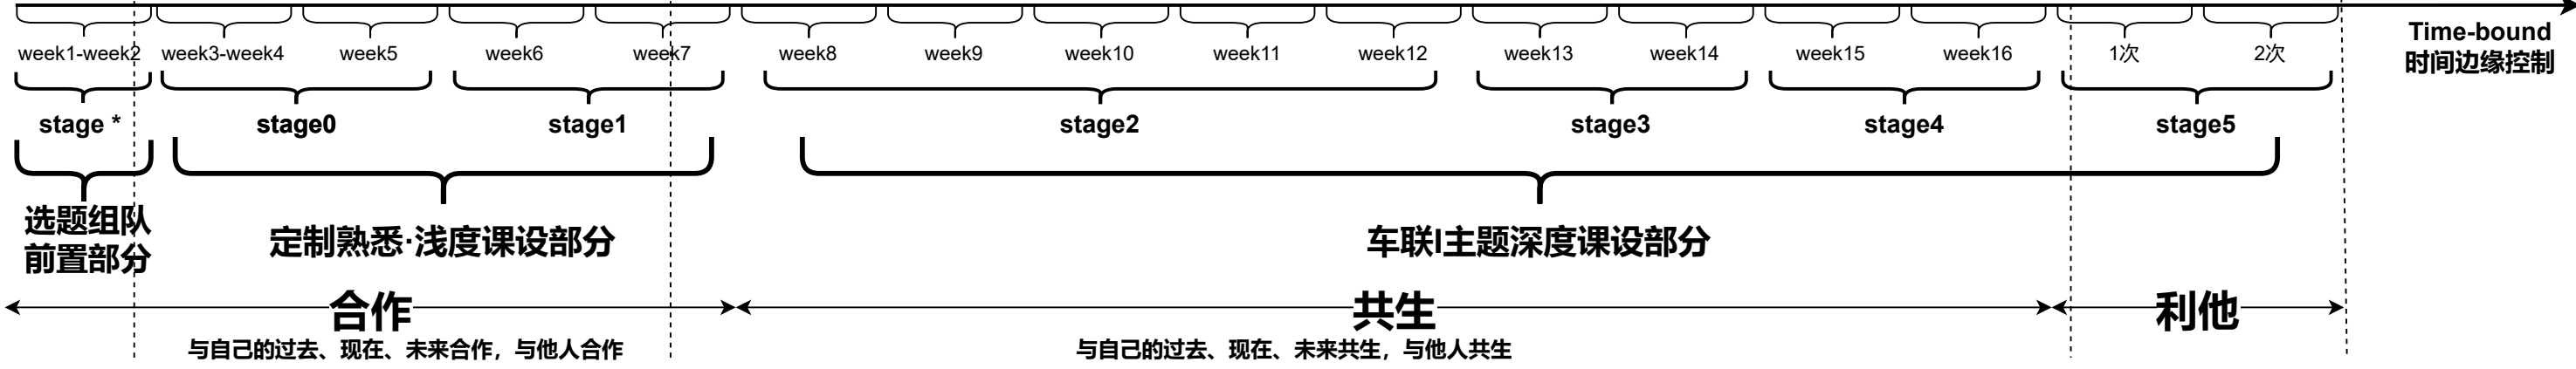 week1-week2
week3-week4
week5
week6
week7
week8
week9
week10
week11
week12
week13
week14
week15
week16
1次
2次
Time-bound
时间边缘控制
stage *
stage0
stage1
stage2
stage3
stage4
stage5
选题组队
前置部分
定制熟悉·浅度课设部分
车联I主题深度课设部分
合作
共生
利他
与自己的过去、现在、未来合作，与他人合作
与自己的过去、现在、未来共生，与他人共生